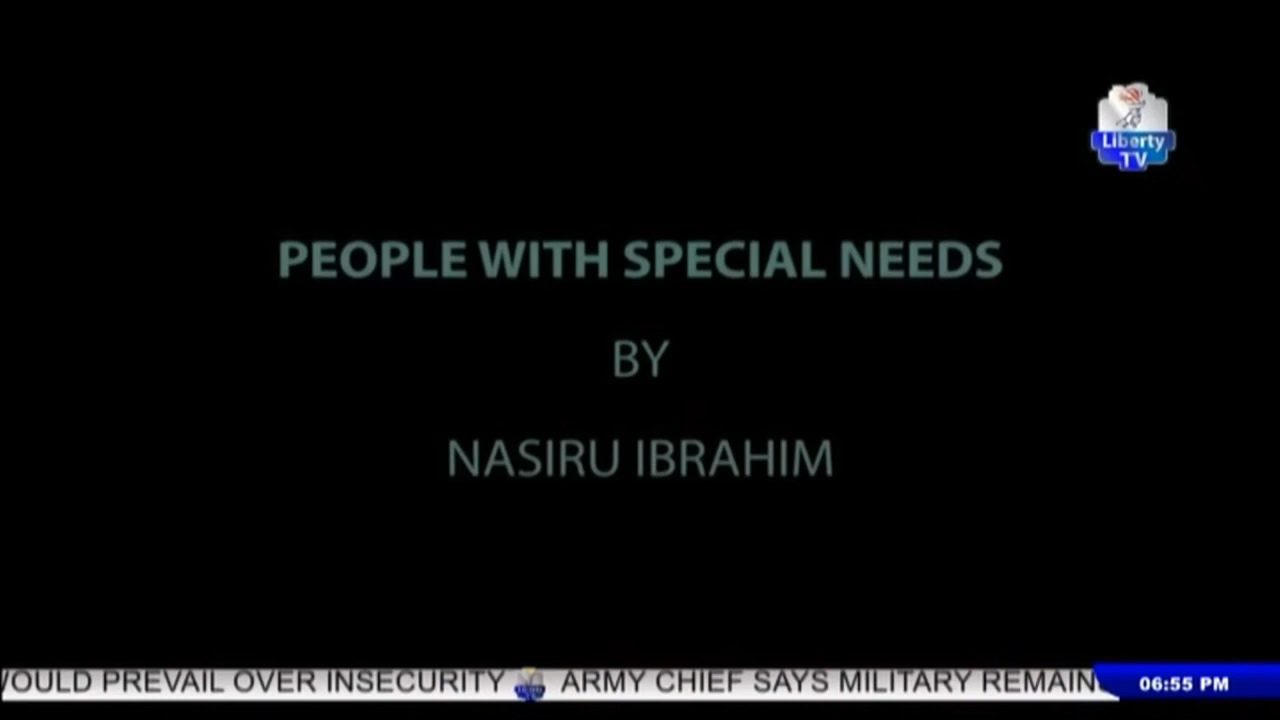 Liberty
TV
PEOPLE WITH SPECIAL NEEDS
BY
NASIRU IBRAHIM
OULD PREVAIL OVER INSECURITY ARMY CHIEF SAYS MILITARY REMAIN
06:55 PM